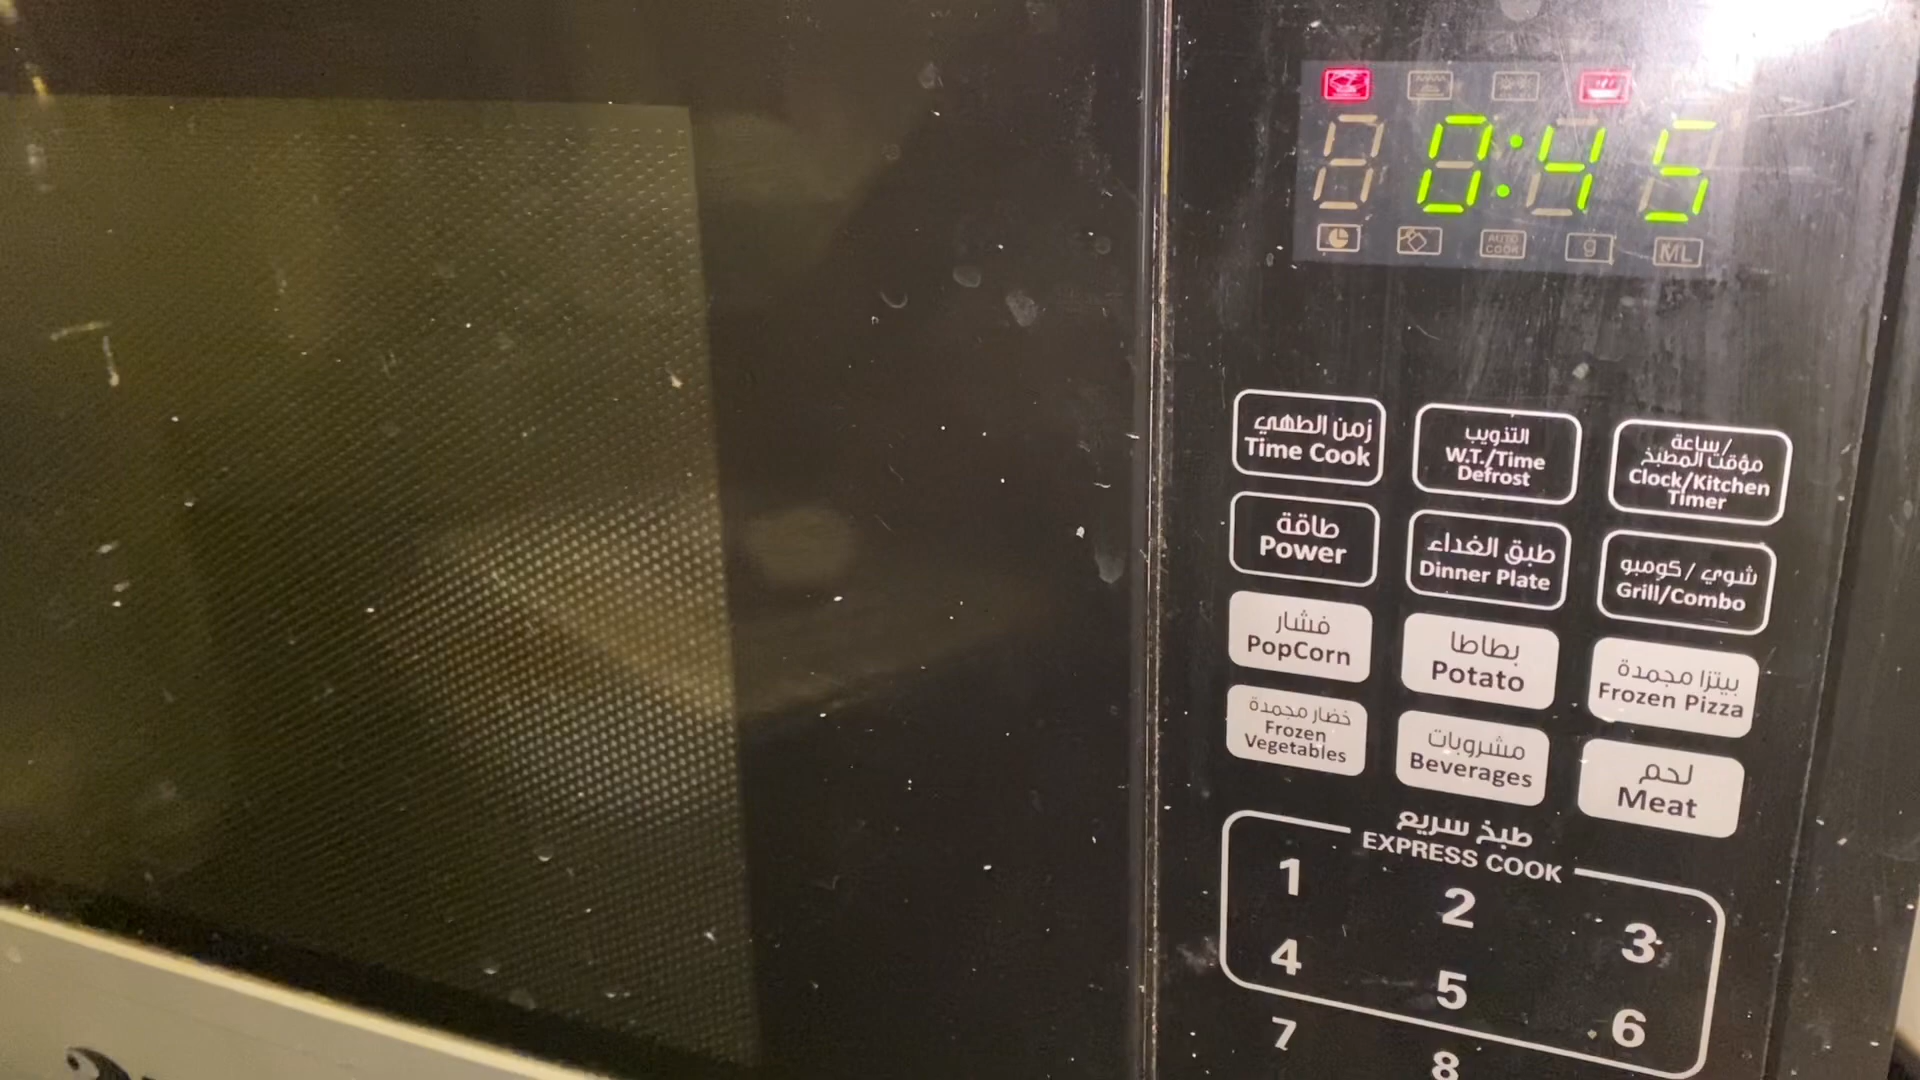 0:45
AUTO
COOK
g
ML
زمن الطهي
Time Cook
التذويب
W.T./Time
Defrost
ساعة/
مؤقت المطبخ
Clock/Kitchen
Timer
طاقة
Power
طبق الغداء
Dinner Plate
شوي / كومبو
Grill/Combo
فشار
PopCorn
بطاطا
Potato
بيتزا مجمدة
Frozen Pizza
خضار مجمدة
Frozen
Vegetables
مشروبات
Beverages
لحم
Meat
طبخ سريع
EXPRESS COOK
1
2
3
4
5
6
7
8